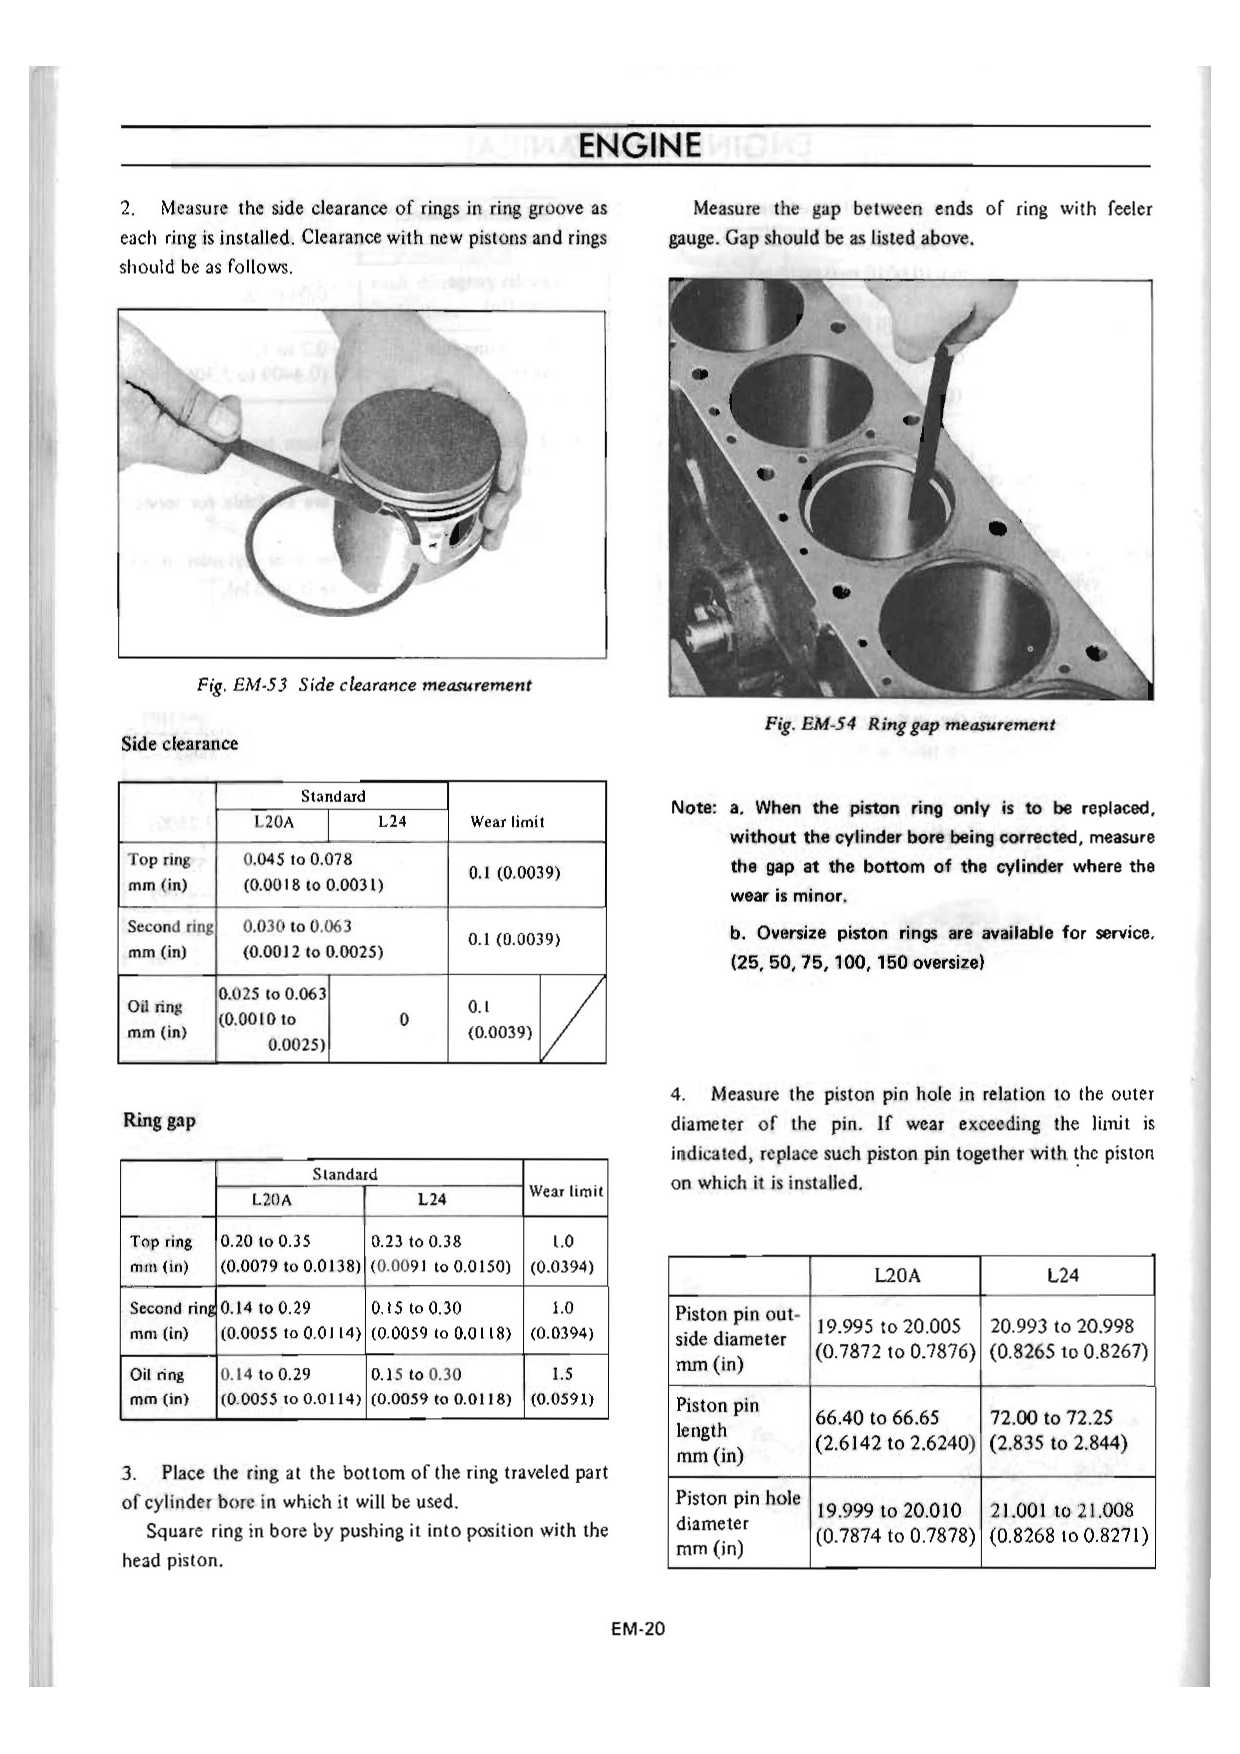 ENGINE
2. Measure the side clearance of rings in ring groove as
each ring is installed. Clearance with new pistons and rings
should be as follows.
Fig. EM-53 Side clearance measurement
Side clearance
Standard
L20A L24 Wear limit
Top ring 0.045 to 0.078
mm (in) (0.0018 to 0.0031) 0.1 (0.0039)
Second ring 0.030 to 0.063
mm (in) (0.0012 to 0.0025) 0.1 (0.0039)
Oil ring 0.025 to 0.063 0.1
mm (in) (0.0010 to 0 (0.0039)
0.0025)
Ring gap
Standard
L20A L24 Wear limit
Top ring 0.20 to 0.35 0.23 to 0.38 1.0
mm (in) (0.0079 to 0.0138) (0.0091 to 0.0150) (0.0394)
Second ring 0.14 to 0.29 0.15 to 0.30 1.0
mm (in) (0.0055 to 0.0114) (0.0059 to 0.0118) (0.0394)
Oil ring 0.14 to 0.29 0.15 to 0.30 1.5
mm (in) (0.0055 to 0.0114) (0.0059 to 0.0118) (0.0591)
3. Place the ring at the bottom of the ring traveled part
of cylinder bore in which it will be used.
Square ring in bore by pushing it into position with the
head piston.
Measure the gap between ends of ring with feeler
gauge. Gap should be as listed above.
Fig. EM-54 Ring gap measurement
Note: a. When the piston ring only is to be replaced,
without the cylinder bore being corrected, measure
the gap at the bottom of the cylinder where the
wear is minor.
b. Oversize piston rings are available for service.
(25, 50, 75, 100, 150 oversize)
4. Measure the piston pin hole in relation to the outer
diameter of the pin. If wear exceeding the limit is
indicated, replace such piston pin together with the piston
on which it is installed.
L20A L24
Piston pin out-
side diameter 19.995 to 20.005 20.993 to 20.998
mm (in) (0.7872 to 0.7876) (0.8265 to 0.8267)
Piston pin
length 66.40 to 66.65 72.00 to 72.25
mm (in) (2.6142 to 2.6240) (2.835 to 2.844)
Piston pin hole
diameter 19.999 to 20.010 21.001 to 21.008
mm (in) (0.7874 to 0.7878) (0.8268 to 0.8271)
EM-20